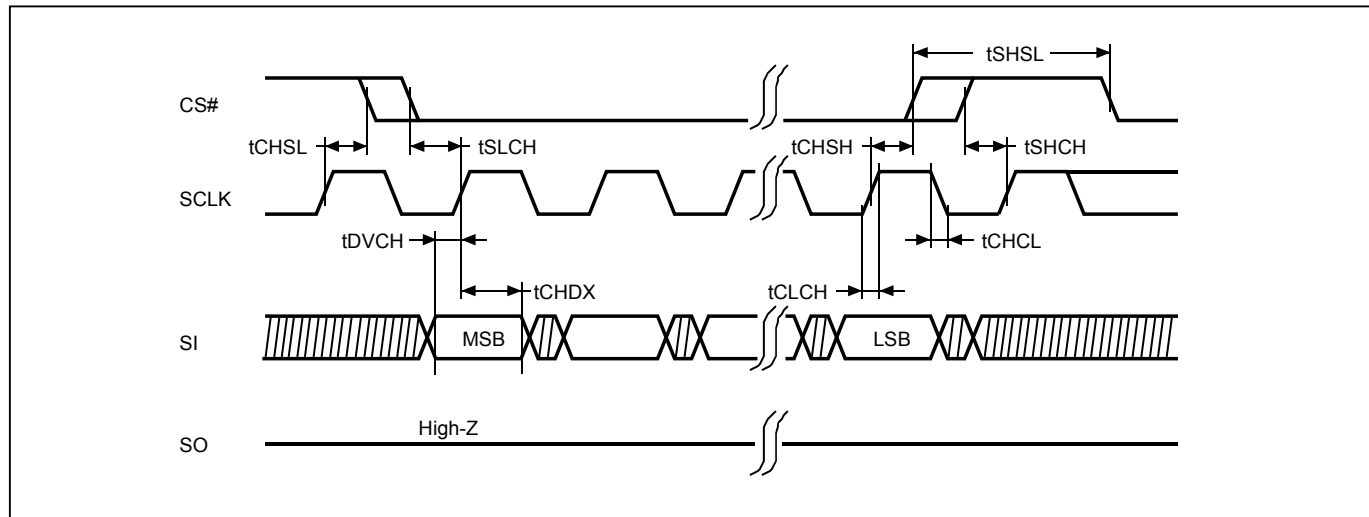 tSHSL
CS#
tCHSL
tSLCH
tCHSH
tSHCH
SCLK
tDVCH
tCHCL
tCHDX
tCLCH
SI
MSB
LSB
High-Z
SO